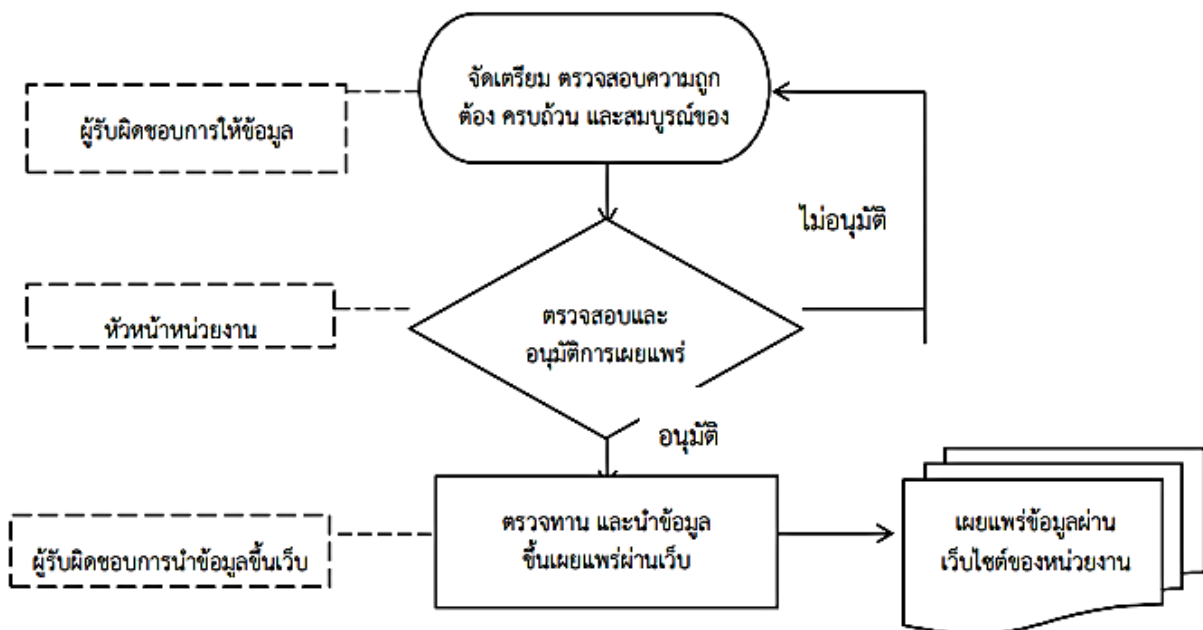 จัดเตรียม ตรวจสอบความถูก
ต้อง ครบถ้วน และสมบูรณ์ของ
ผู้รับผิดชอบการให้ข้อมูล
ไม่อนุมัติ
หัวหน้าหน่วยงาน
ตรวจสอบและ
อนุมัติการเผยแพร่
อนุมัติ
ผู้รับผิดชอบการนำข้อมูลขึ้นเว็บ
ตรวจทาน และนำข้อมูล
ขึ้นเผยแพร่ผ่านเว็บ
เผยแพร่ข้อมูลผ่าน
เว็บไซต์ของหน่วยงาน